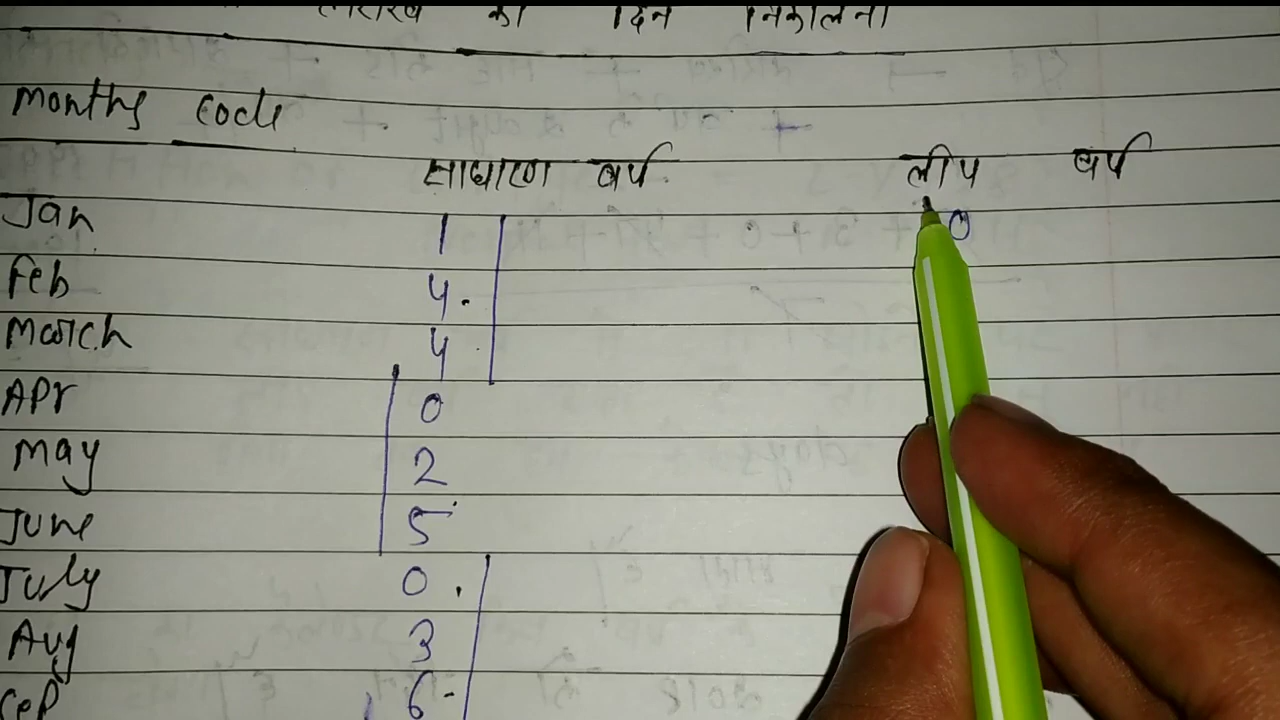 तारीख का दिन निकालना
Months Code
साधारण वर्ष लीप वर्ष
Jan 1 0
Feb 4
March 4
Apr 0
May 2
June 5
July 0
Aug 3
Sep 6